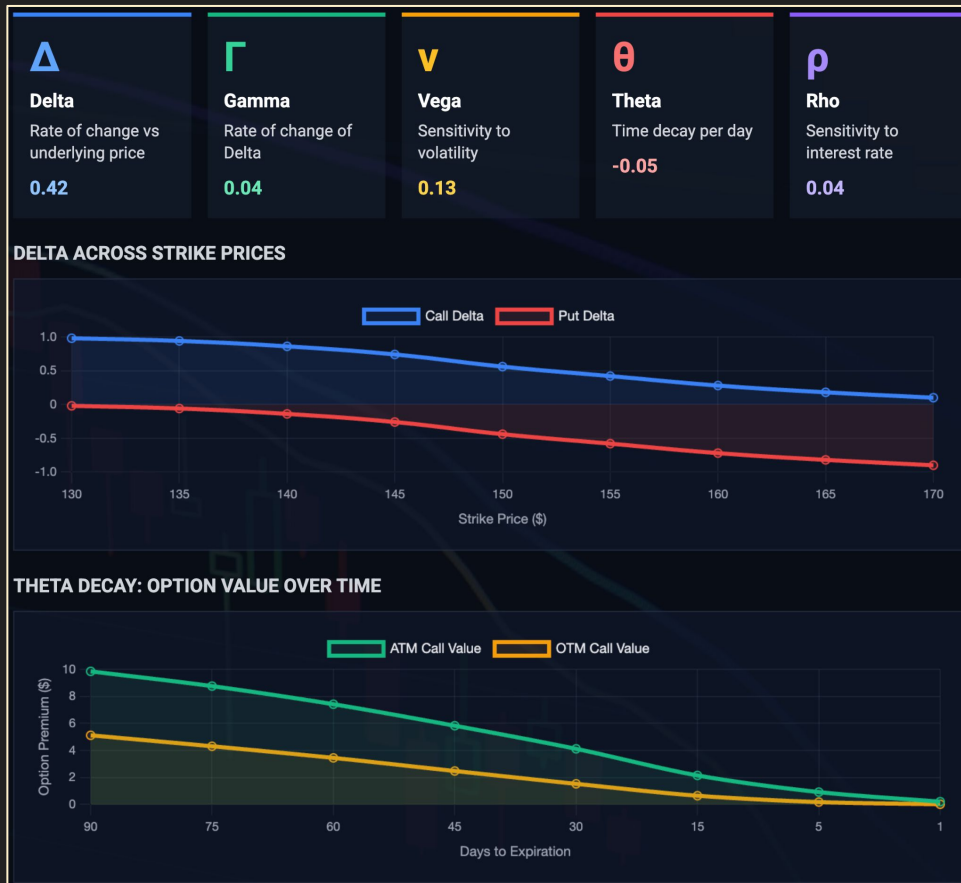 Δ
Delta
Rate of change vs
underlying price
0.42
Γ
Gamma
Rate of change of
Delta
0.04
ν
Vega
Sensitivity to
volatility
0.13
θ
Theta
Time decay per day
-0.05
ρ
Rho
Sensitivity to
interest rate
0.04
DELTA ACROSS STRIKE PRICES
Call Delta Put Delta
1.0
0.5
0
-0.5
-1.0
130 135 140 145 150 155 160 165 170
Strike Price ($)
THETA DECAY: OPTION VALUE OVER TIME
ATM Call Value OTM Call Value
Option Premium ($)
10
8
6
4
2
0
90 75 60 45 30 15 5 1
Days to Expiration